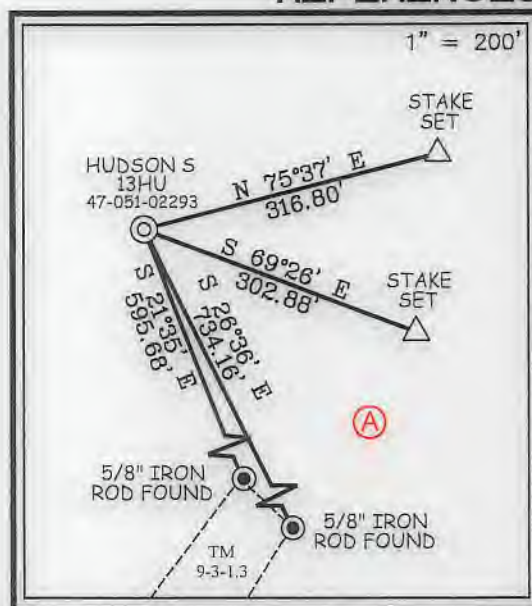 1" = 200'
STAKE
SET
HUDSON S
13HU
47-051-02293
N 75°37' E
316.80'
S 69°26' E
302.88'
STAKE
SET
S 21°35' E
595.68'
S 26°36' E
734.16'
A
5/8" IRON
ROD FOUND
5/8" IRON
ROD FOUND
TM
9-3-1.3